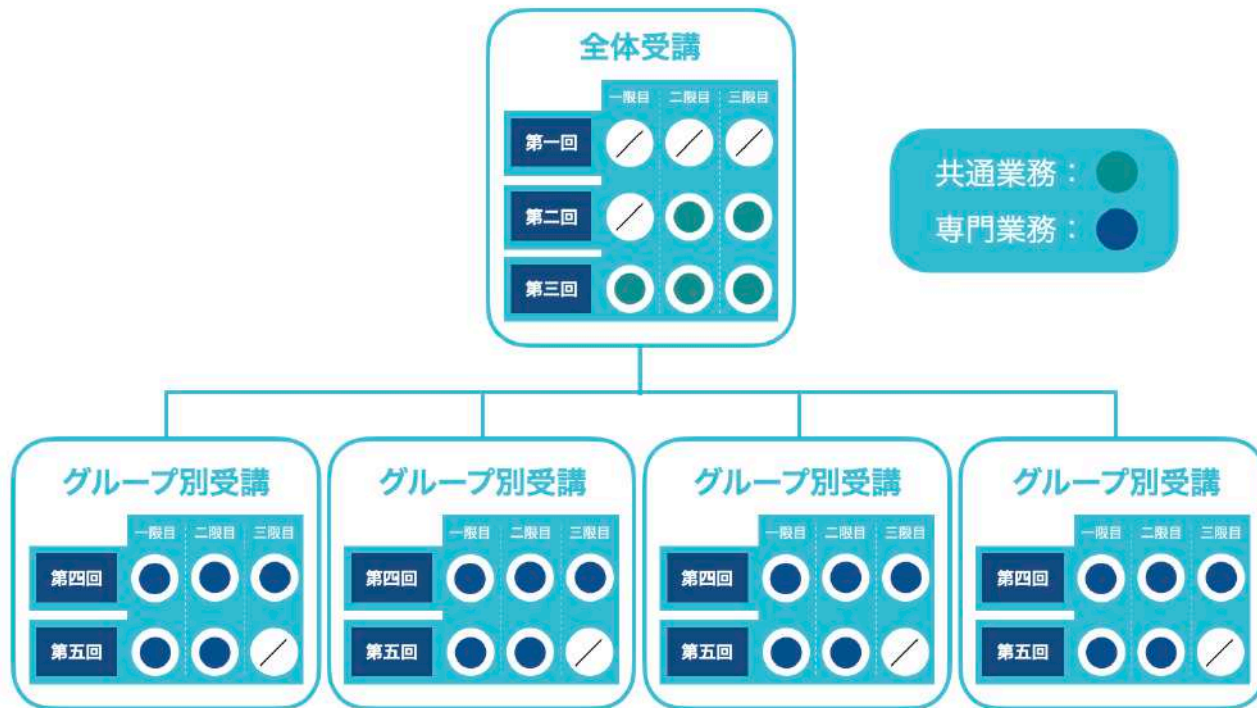 全体受講
一限目 二限目 三限目
第一回
第二回
第三回
共通業務：
専門業務：
グループ別受講
一限目 二限目 三限目
第四回
第五回
グループ別受講
一限目 二限目 三限目
第四回
第五回
グループ別受講
一限目 二限目 三限目
第四回
第五回
グループ別受講
一限目 二限目 三限目
第四回
第五回